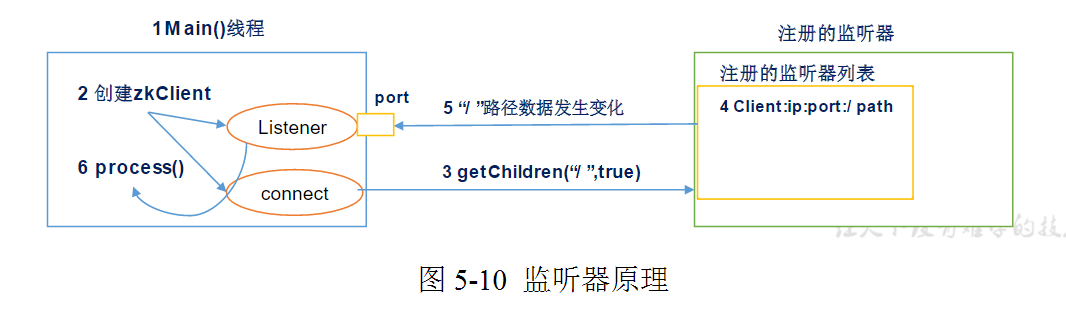 1Main()线程
注册的监听器
2 创建zkClient
Listener
port
5 “/ ”路径数据发生变化
注册的监听器列表
4 Client:ip:port:/ path
6 process()
connect
3 getChildren(“/ ”,true)
图 5-10 监听器原理